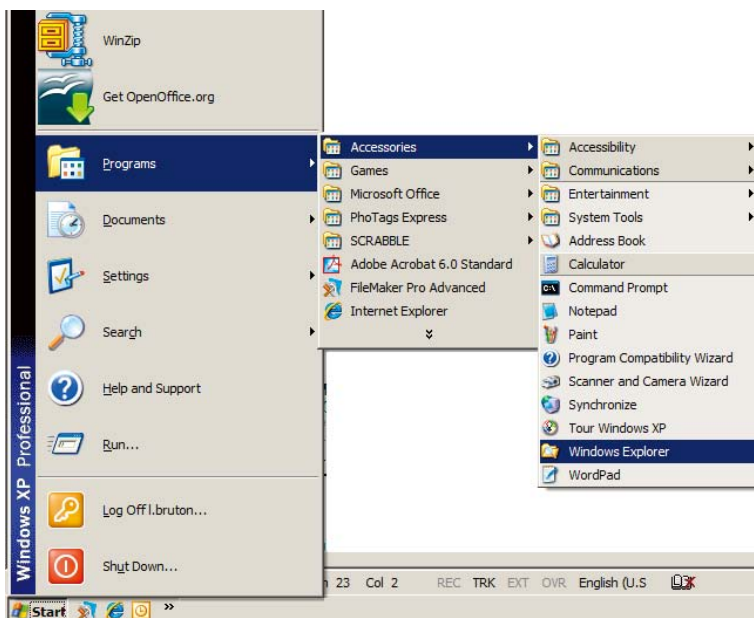 WinZip
Get OpenOffice.org
Programs
Documents
Settings
Search
Help and Support
Run...
Log Off l.bruton...
Shut Down...
Windows XP Professional
Accessories
Games
Microsoft Office
PhoTags Express
SCRABBLE
Adobe Acrobat 6.0 Standard
FileMaker Pro Advanced
Internet Explorer
Accessibility
Communications
Entertainment
System Tools
Address Book
Calculator
Command Prompt
Notepad
Paint
Program Compatibility Wizard
Scanner and Camera Wizard
Synchronize
Tour Windows XP
Windows Explorer
WordPad
23 Col 2 REC TRK EXT OVR English (U.S
Start »